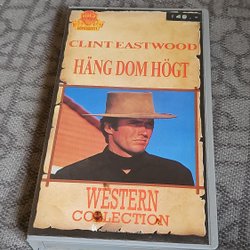 CLINT EASTWOOD
HÄNG DOM HÖGT
WESTERN
COLLECTION